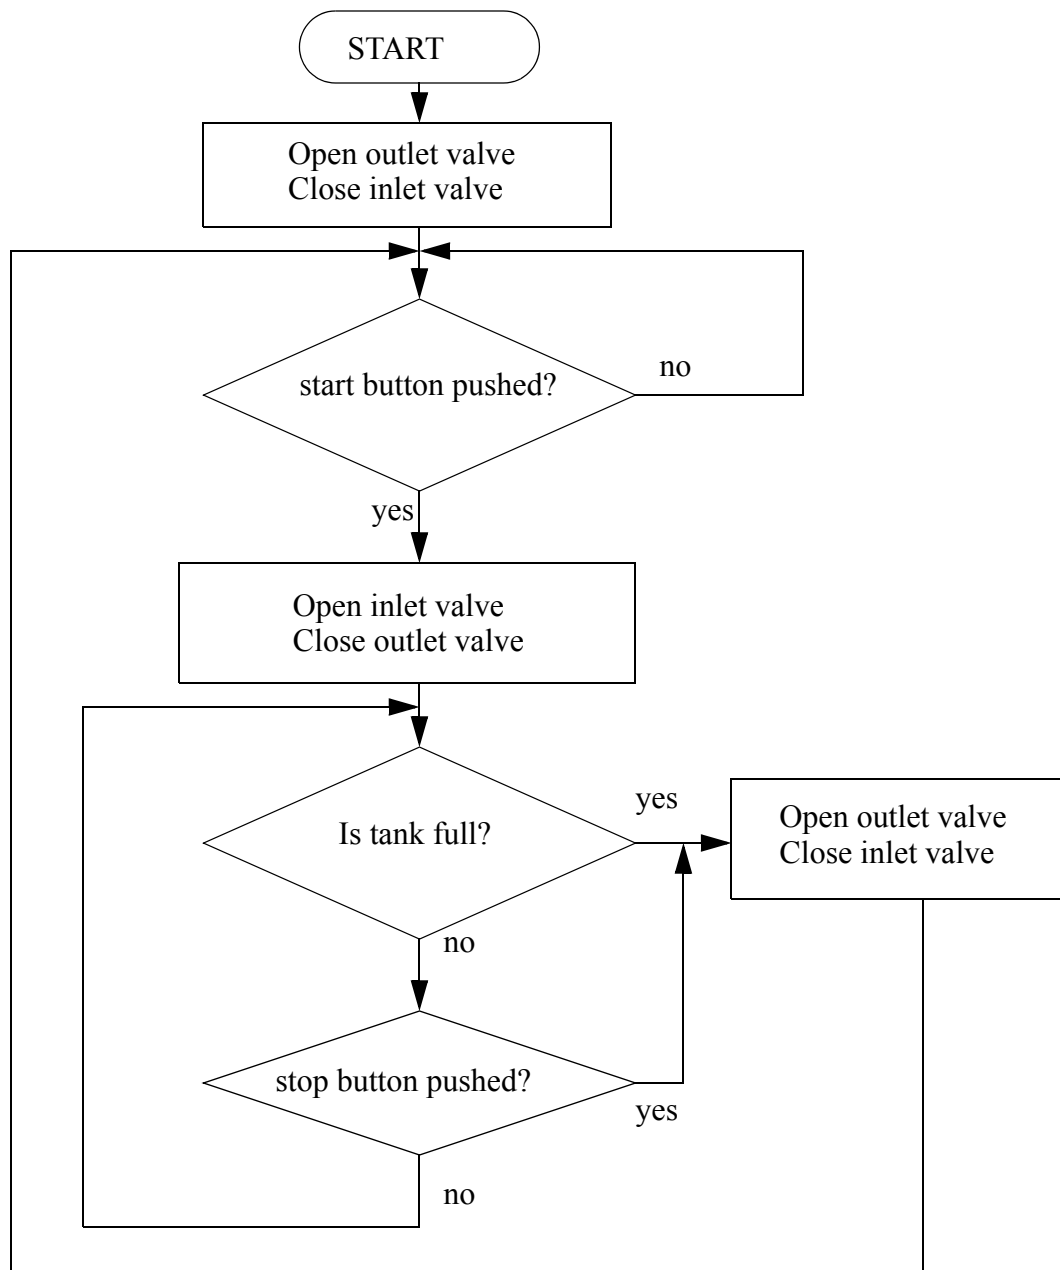 START
Open outlet valve
Close inlet valve
start button pushed?
no
yes
Open inlet valve
Close outlet valve
Is tank full?
yes
Open outlet valve
Close inlet valve
no
stop button pushed?
yes
no